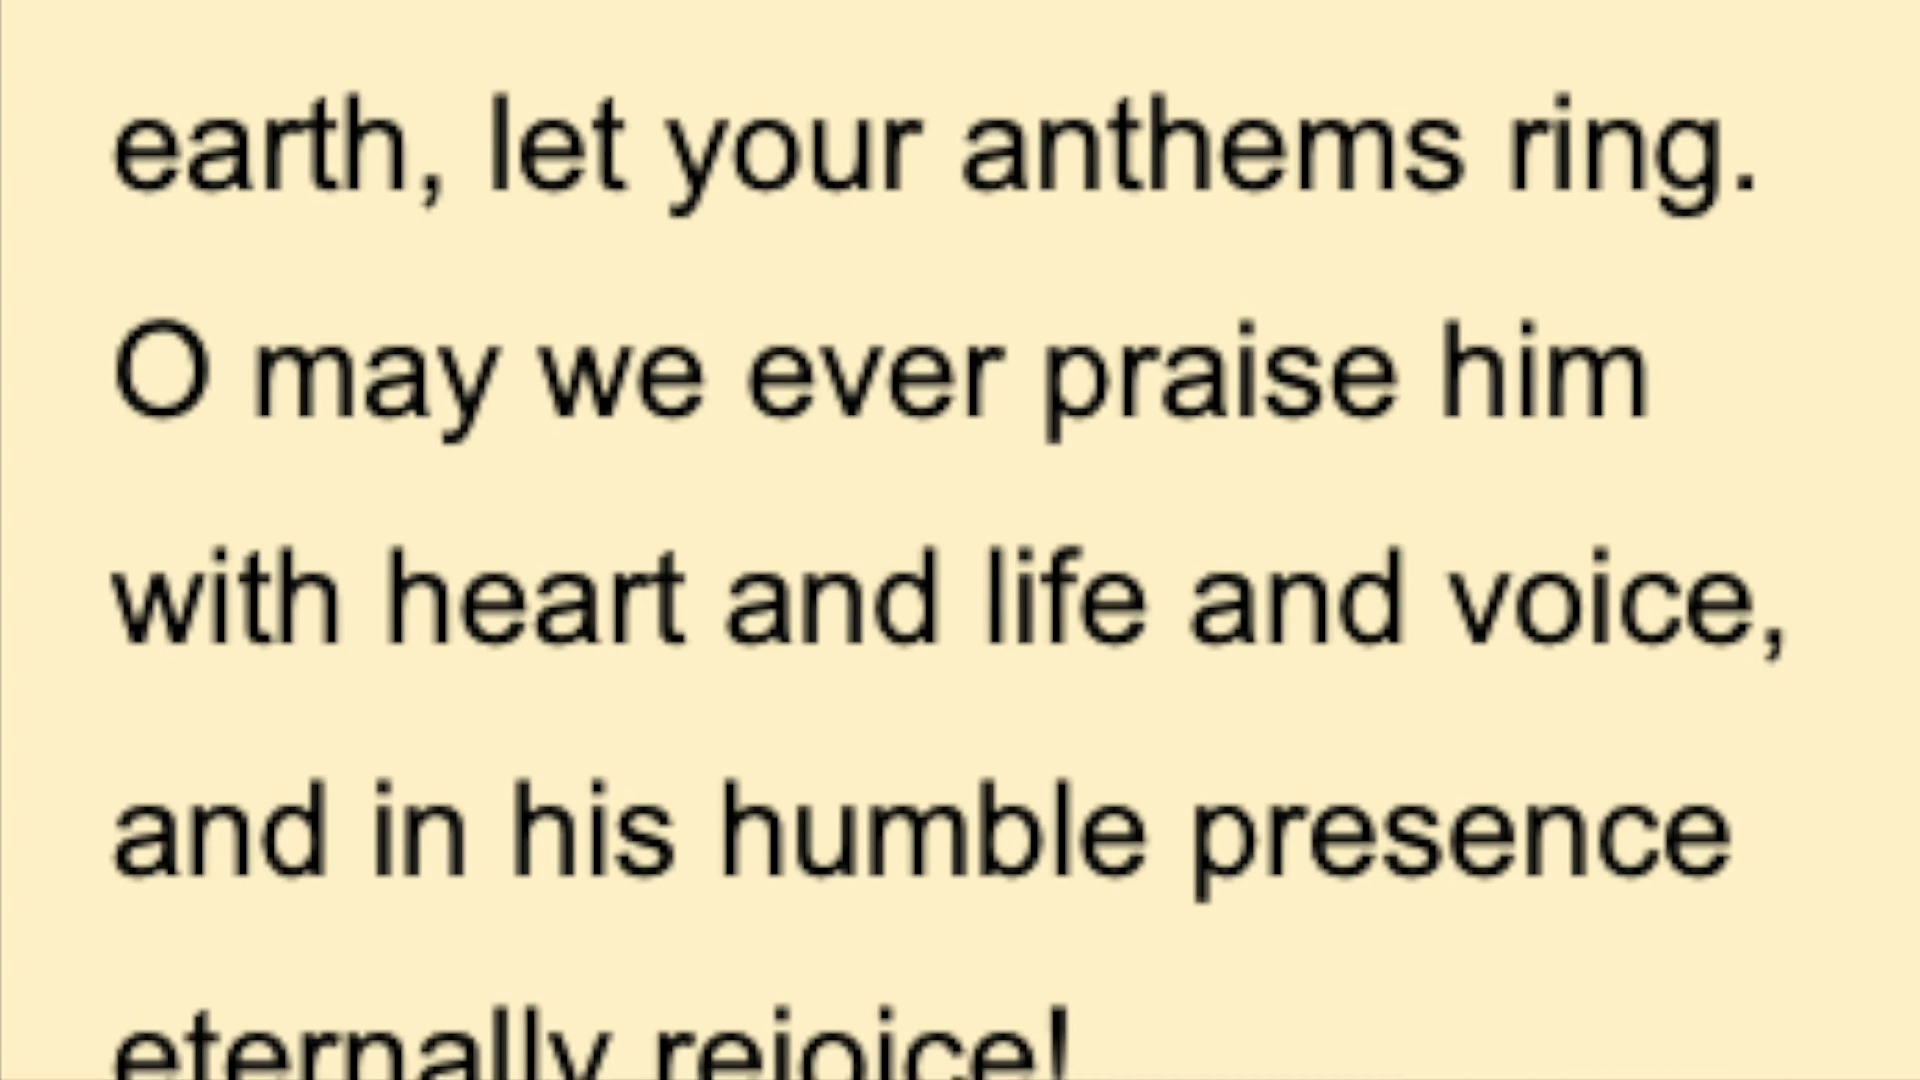 earth, let your anthems ring.
O may we ever praise him
with heart and life and voice,
and in his humble presence
eternally rejoice!